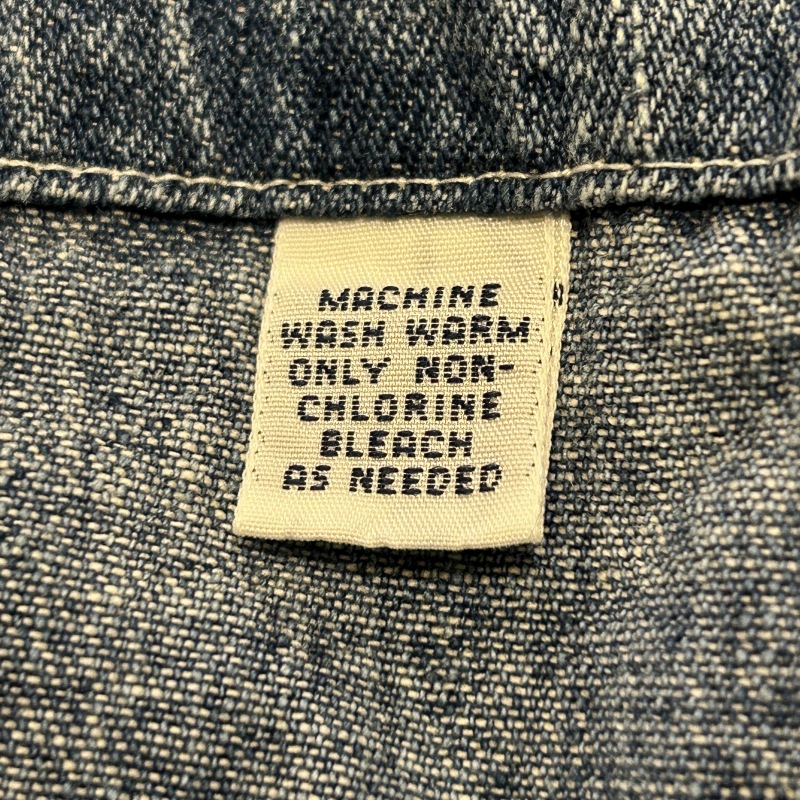 MACHINE
WASH WARM
ONLY NON-
CHLORINE
BLEACH
AS NEEDED